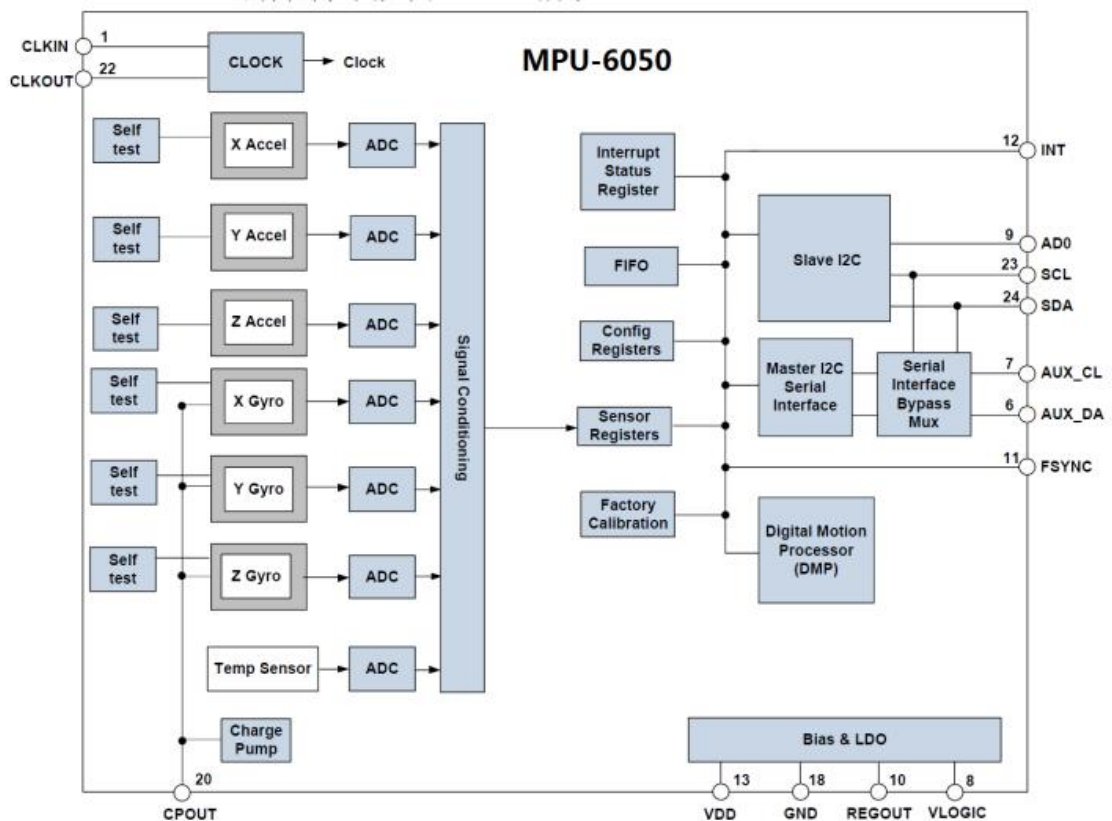 MPU-6050
CLKIN
1
22
CLKOUT
CLOCK
Clock
Self
test
X Accel
ADC
Self
test
Y Accel
ADC
Self
test
Z Accel
ADC
Self
test
X Gyro
ADC
Self
test
Y Gyro
ADC
Self
test
Z Gyro
ADC
Temp Sensor
ADC
Charge
Pump
20
CPOUT
Signal Conditioning
Interrupt
Status
Register
FIFO
Config
Registers
Sensor
Registers
Factory
Calibration
Slave I2C
Master I2C
Serial
Interface
Serial
Interface
Bypass
Mux
Digital Motion
Processor
(DMP)
12
INT
9
AD0
23
SCL
24
SDA
7
AUX_CL
6
AUX_DA
11
FSYNC
Bias & LDO
13
18
10
8
VDD
GND
REGOUT
VLOGIC